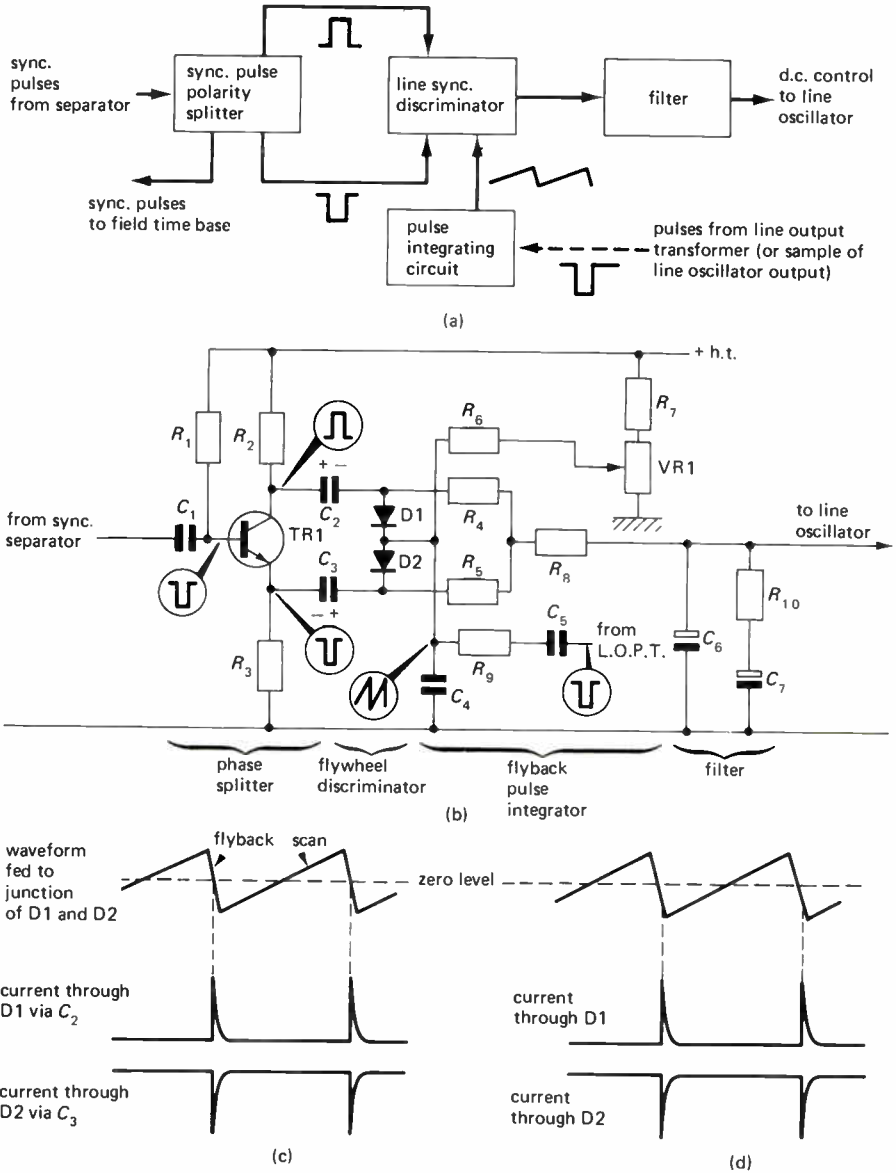 sync.
pulses
from separator
sync. pulse
polarity
splitter
line sync.
discriminator
filter
d.c. control
to line
oscillator
sync. pulses
to field time base
pulse
integrating
circuit
pulses from line output
transformer (or sample of
line oscillator output)
(a)
+ h.t.
R1
R2
R6
R7
VR1
+ −
C1
C2
D1
R4
from sync.
separator
TR1
to line
oscillator
C3
D2
R5
R8
− +
R10
C5
from
L.O.P.T.
C6
R3
R9
C4
C7
phase
splitter
flywheel
discriminator
flyback
pulse
integrator
filter
(b)
waveform
fed to
junction
of D1 and D2
flyback
scan
zero level
current through
D1 via C2
current through
D2 via C3
(c)
current
through D1
current
through D2
(d)